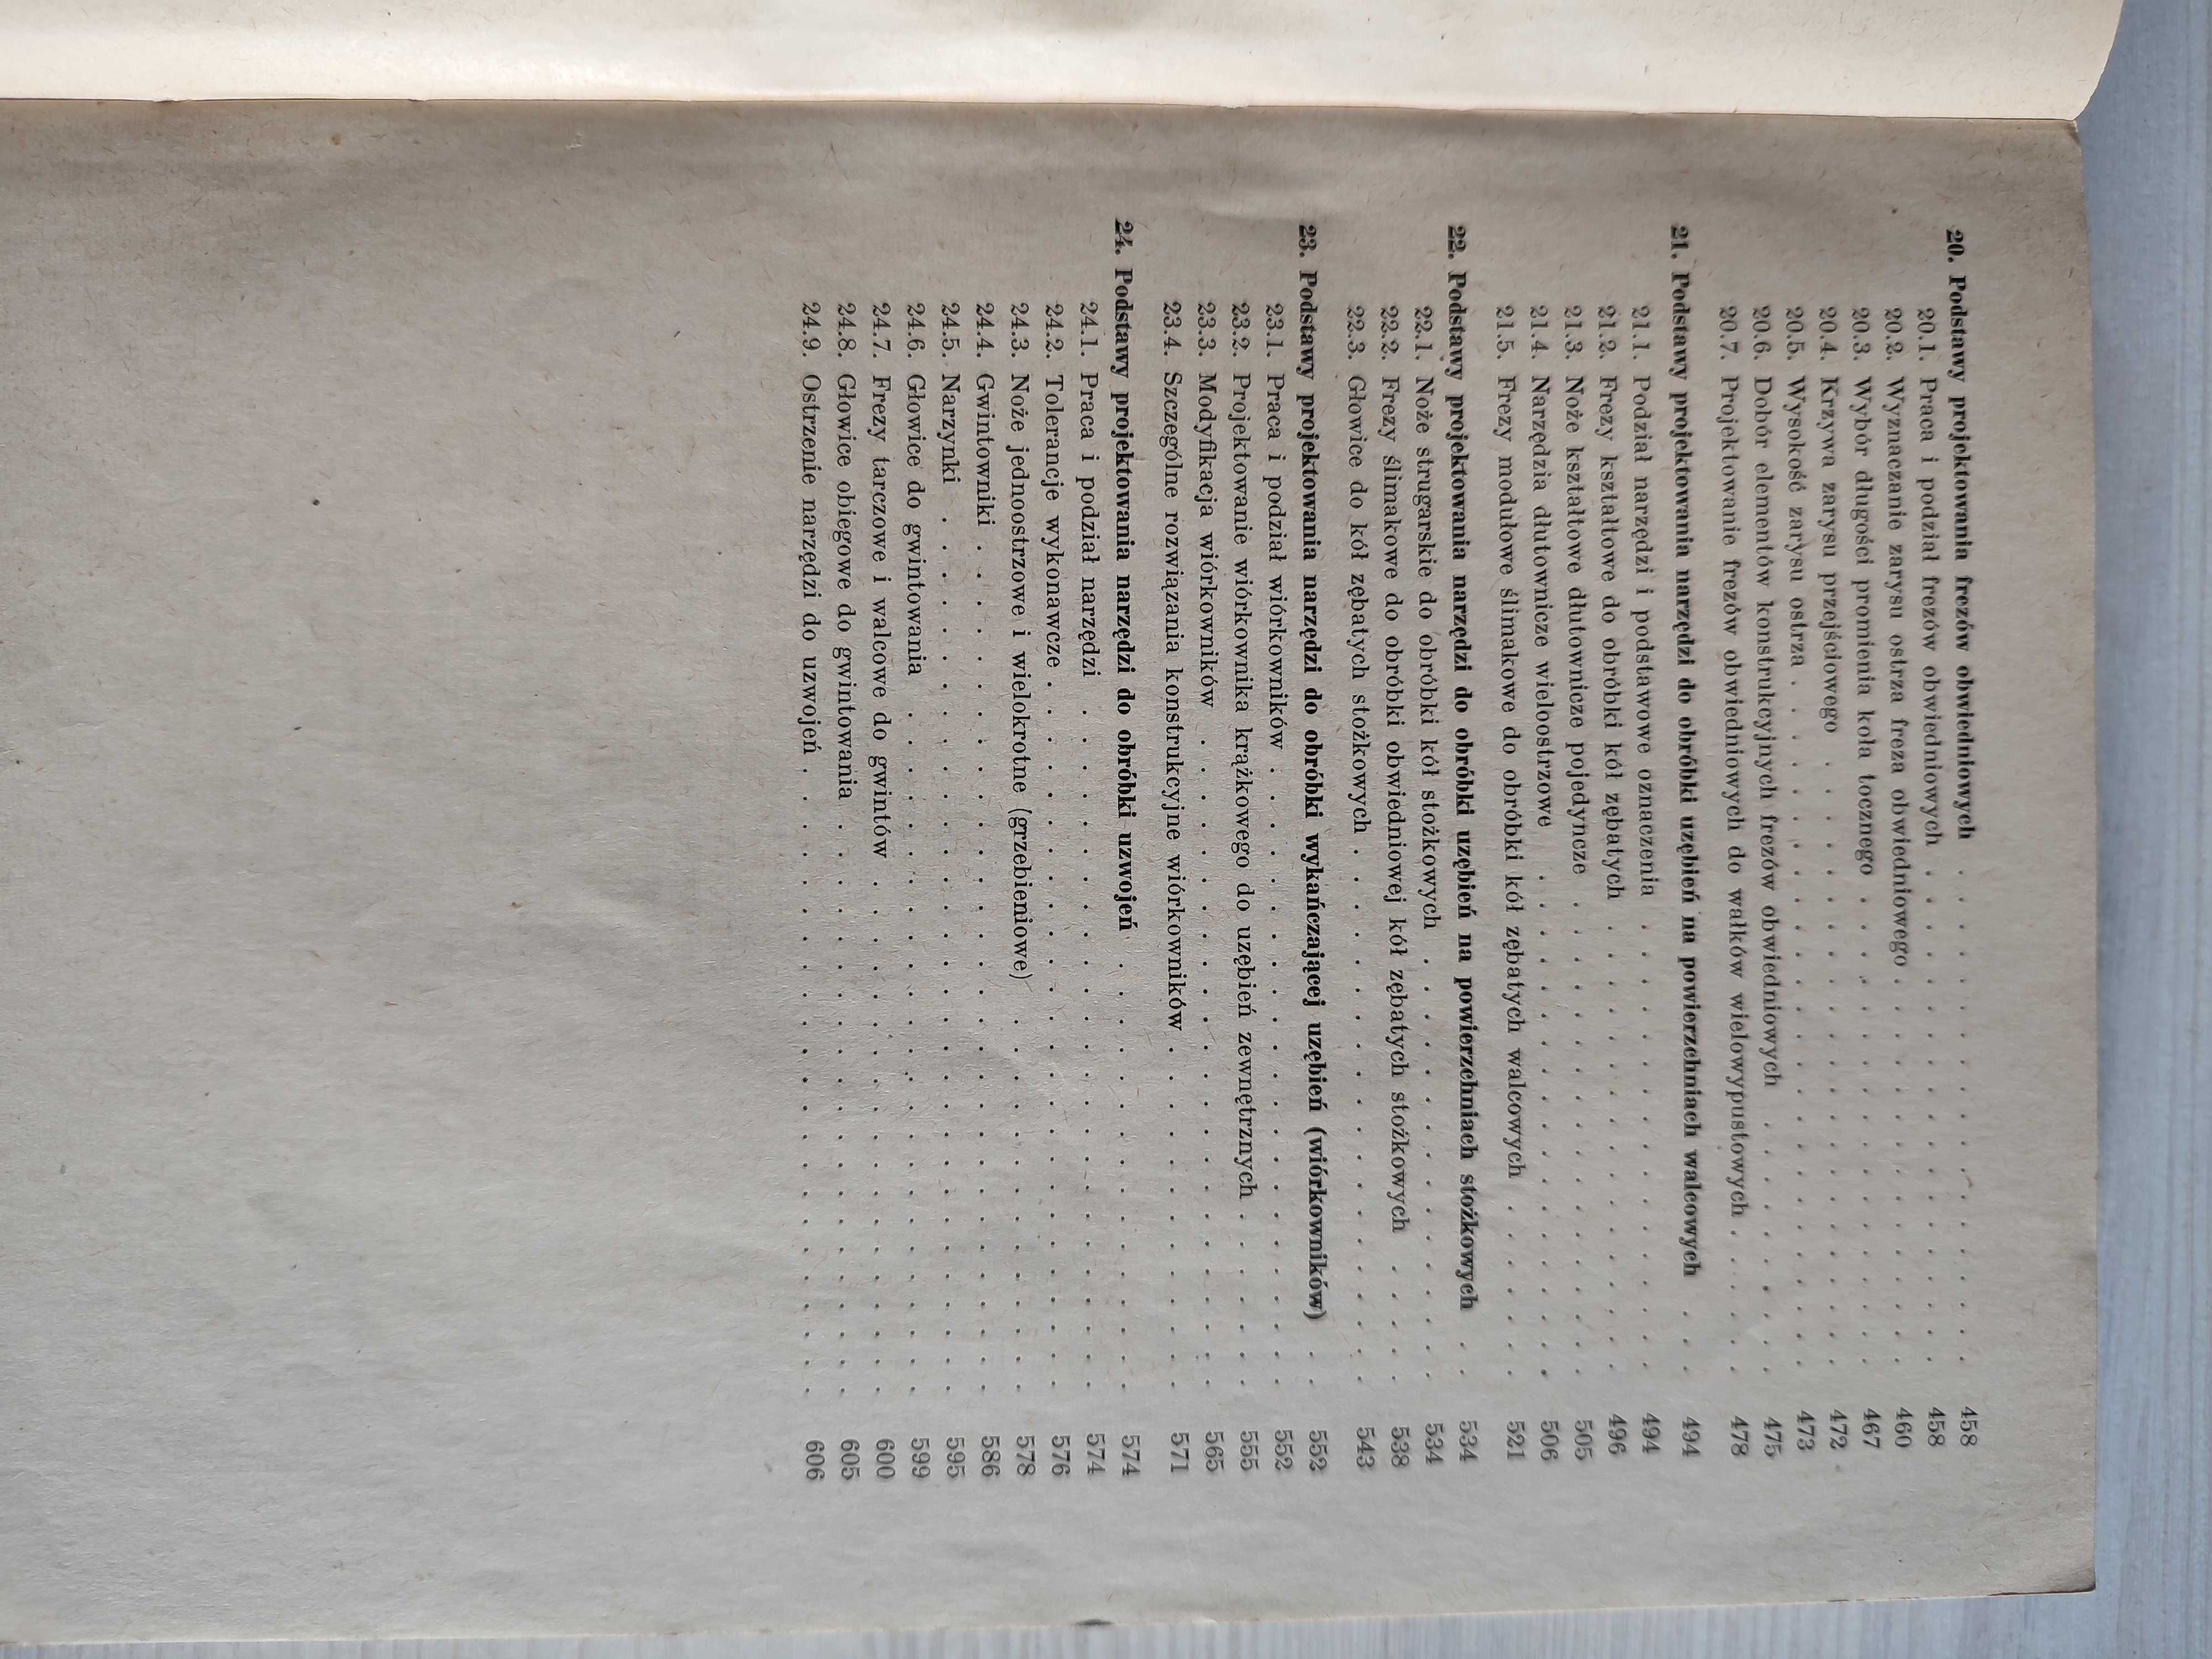 20. Podstawy projektowania frezów obwiedniowych . . . . . . . . . . . . . . . . . 458
20.1. Praca i podział frezów obwiedniowych . . . . . . . . . . . . . . . . . 458
20.2. Wyznaczanie zarysu ostrza freza obwiedniowego . . . . . . . . . . . . . . 460
20.3. Wybór długości promienia koła tocznego . . . . . . . . . . . . . . . . 467
20.4. Krzywa zarysu przejściowego . . . . . . . . . . . . . . . . . . . . 472
20.5. Wysokość zarysu ostrza . . . . . . . . . . . . . . . . . . . . . . 473
20.6. Dobór elementów konstrukcyjnych frezów obwiedniowych . . . . . . . . . . 475
20.7. Projektowanie frezów obwiedniowych do wałków wielowypustowych . . . . . . 478
21. Podstawy projektowania narzędzi do obróbki uzębień na powierzchniach walcowych . . . 494
21.1. Podział narzędzi i podstawowe oznaczenia . . . . . . . . . . . . . . . . 494
21.2. Frezy kształtowe do obróbki kół zębatych . . . . . . . . . . . . . . . . 496
21.3. Noże kształtowe dłutownicze pojedyncze . . . . . . . . . . . . . . . . 505
21.4. Narzędzia dłutownicze wieloostrzowe . . . . . . . . . . . . . . . . . . 506
21.5. Frezy modułowe ślimakowe do obróbki kół zębatych walcowych . . . . . . . 521
22. Podstawy projektowania narzędzi do obróbki uzębień na powierzchniach stożkowych . . 534
22.1. Noże strugarskie do obróbki kół stożkowych . . . . . . . . . . . . . . . 534
22.2. Frezy ślimakowe do obróbki obwiedniowej kół zębatych stożkowych . . . . . 538
22.3. Głowice do kół zębatych stożkowych . . . . . . . . . . . . . . . . . . 543
23. Podstawy projektowania narzędzi do obróbki wykańczającej uzębień (wiórkowników) . . 552
23.1. Praca i podział wiórkowników . . . . . . . . . . . . . . . . . . . . . 552
23.2. Projektowanie wiórkownika krążkowego do uzębień zewnętrznych . . . . . . . 555
23.3. Modyfikacja wiórkowników . . . . . . . . . . . . . . . . . . . . . . 565
23.4. Szczególne rozwiązania konstrukcyjne wiórkowników . . . . . . . . . . . . 571
24. Podstawy projektowania narzędzi do obróbki uzwojeń . . . . . . . . . . . . . . . 574
24.1. Praca i podział narzędzi . . . . . . . . . . . . . . . . . . . . . . . 574
24.2. Tolerancje wykonawcze . . . . . . . . . . . . . . . . . . . . . . . 576
24.3. Noże jednoostrzowe i wielokrotne (grzebieniowe) . . . . . . . . . . . . . . 578
24.4. Gwintowniki . . . . . . . . . . . . . . . . . . . . . . . . . . . 586
24.5. Narzynki . . . . . . . . . . . . . . . . . . . . . . . . . . . . 595
24.6. Głowice do gwintowania . . . . . . . . . . . . . . . . . . . . . . . 599
24.7. Frezy tarczowe i walcowe do gwintów . . . . . . . . . . . . . . . . . . 600
24.8. Głowice obiegowe do gwintowania . . . . . . . . . . . . . . . . . . . 605
24.9. Ostrzenie narzędzi do uzwojeń . . . . . . . . . . . . . . . . . . . . . 606